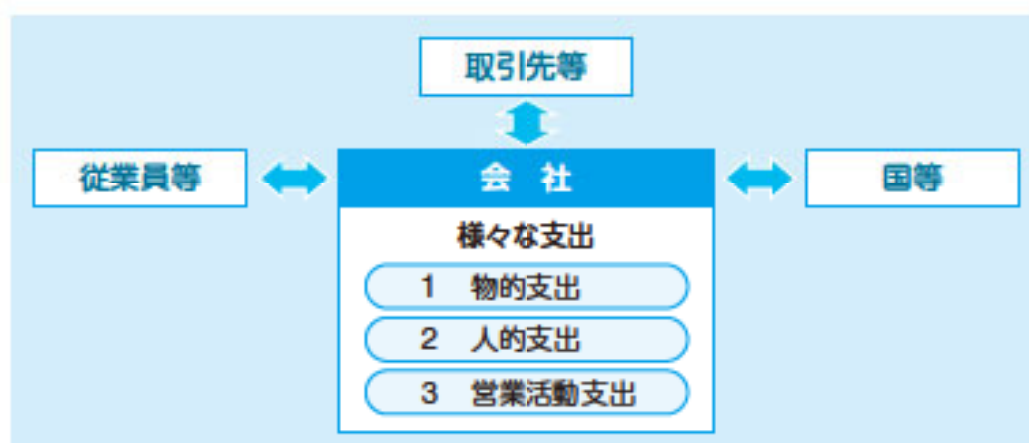 取引先等
従業員等
会 社
国等
様々な支出
1 物的支出
2 人的支出
3 営業活動支出